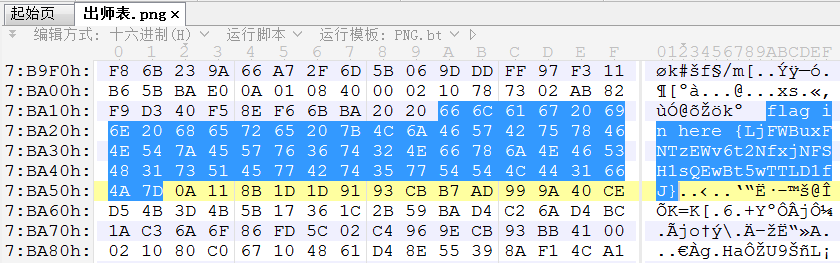 起始页 出师表.png ×
编辑方式: 十六进制(H) 运行脚本 运行模板: PNG.bt
0 1 2 3 4 5 6 7 8 9 A B C D E F 0123456789ABCDEF
7:B9F0h: F8 6B 23 9A 66 A7 2F 6D 5B 06 9D DD FF 97 F3 11 øk#šf§/m[..Ýÿ—ó.
7:BA00h: B6 5B BA E0 0A 01 08 40 00 02 10 78 73 02 AB 82 ¶[ºà...@...xs.«‚
7:BA10h: F9 D3 40 F5 8E F6 6B BA 20 20 66 6C 61 67 20 69 ùÓ@õŽökº  flag i
7:BA20h: 6E 20 68 65 72 65 20 7B 4C 6A 46 57 42 75 78 46 n here {LjFWBuxF
7:BA30h: 4E 54 7A 45 57 76 36 74 32 4E 66 78 6A 4E 46 53 NTzEWv6t2NfxjNFS
7:BA40h: 48 31 73 51 45 77 42 74 35 77 54 54 4C 44 31 66 H1sQEwBt5wTTLD1f
7:BA50h: 4A 7D 0A 11 8B 1D 1D 91 93 CB B7 AD 99 9A 40 CE J}..‹..‘“Ë·-™š@Î
7:BA60h: D5 4B 3D 4B 5B 17 36 1C 2B 59 BA D4 C2 6A D4 BC ÕK=K[.6.+YºÔÂjÔ¼
7:BA70h: 1A C3 6A 6F 86 FD 5C 02 C4 96 9E CB 93 BB 41 00 .Ãjo†ý\.Ä–žË“»A.
7:BA80h: 02 10 80 C0 67 10 48 61 D4 8E 55 39 8A F1 4C A1 ..€Àg.HaÔŽU9ŠñL¡